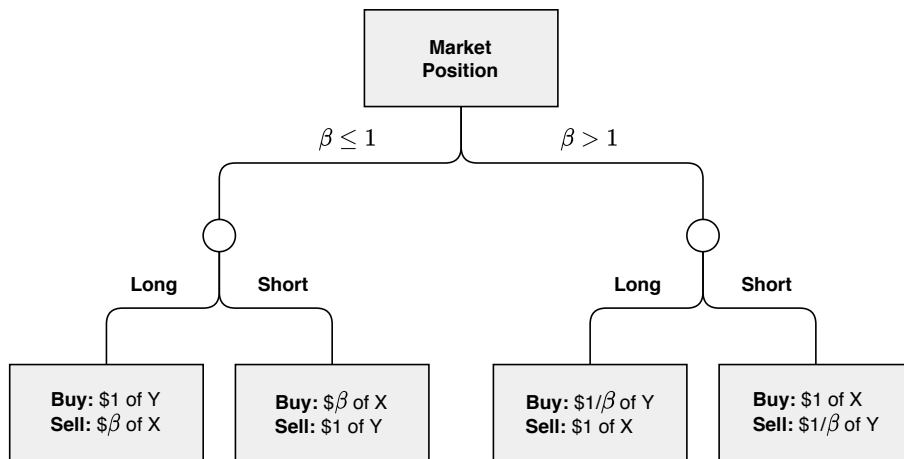 Market
Position
β ≤ 1
β > 1
Long
Short
Long
Short
Buy: $1 of Y
Sell: $β of X
Buy: $β of X
Sell: $1 of Y
Buy: $1/β of Y
Sell: $1 of X
Buy: $1 of X
Sell: $1/β of Y